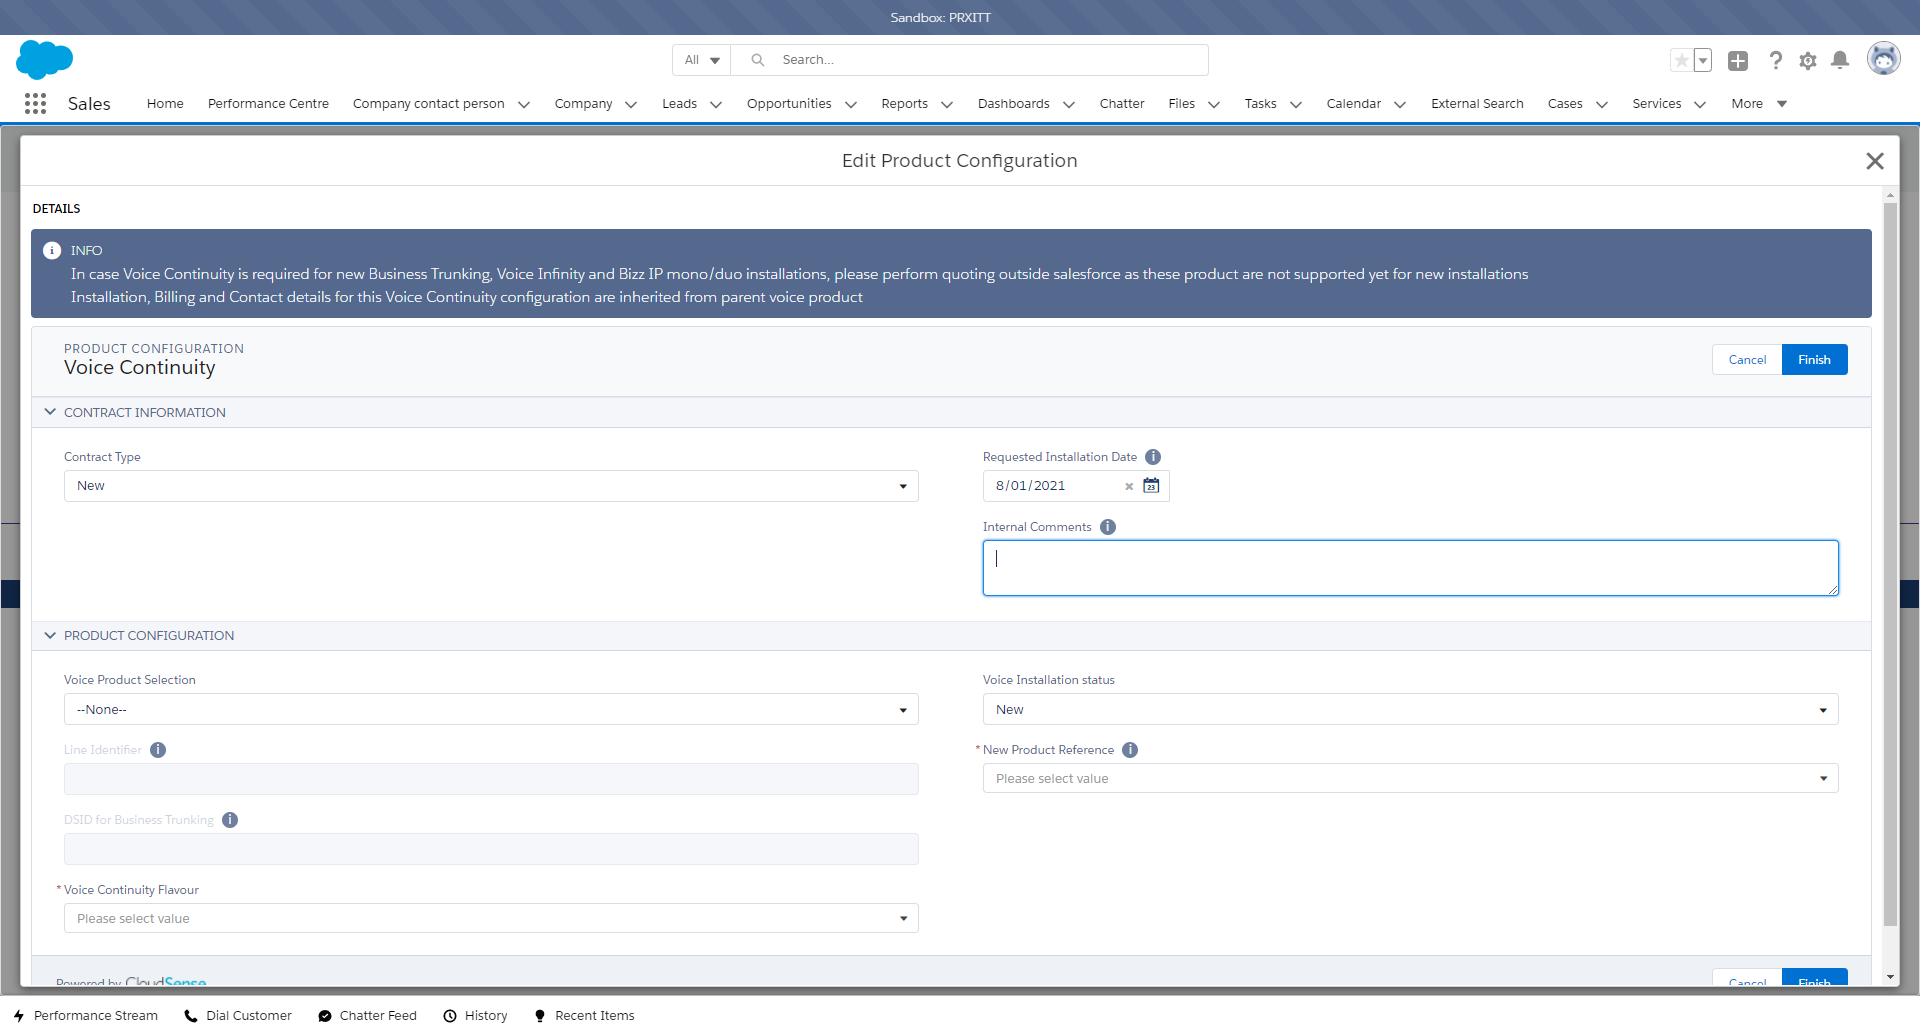 Sandbox: PRXITT
All
Search...
Sales
Home
Performance Centre
Company contact person
Company
Leads
Opportunities
Reports
Dashboards
Chatter
Files
Tasks
Calendar
External Search
Cases
Services
More
Edit Product Configuration
DETAILS
INFO
In case Voice Continuity is required for new Business Trunking, Voice Infinity and Bizz IP mono/duo installations, please perform quoting outside salesforce as these product are not supported yet for new installations
Installation, Billing and Contact details for this Voice Continuity configuration are inherited from parent voice product
PRODUCT CONFIGURATION
Voice Continuity
Cancel
Finish
CONTRACT INFORMATION
Contract Type
New
Requested Installation Date
8/01/2021
23
Internal Comments
PRODUCT CONFIGURATION
Voice Product Selection
--None--
Voice Installation status
New
Line Identifier
* New Product Reference
Please select value
DSID for Business Trunking
* Voice Continuity Flavour
Please select value
Powered by CloudSense
Cancel
Finish
Performance Stream
Dial Customer
Chatter Feed
History
Recent Items